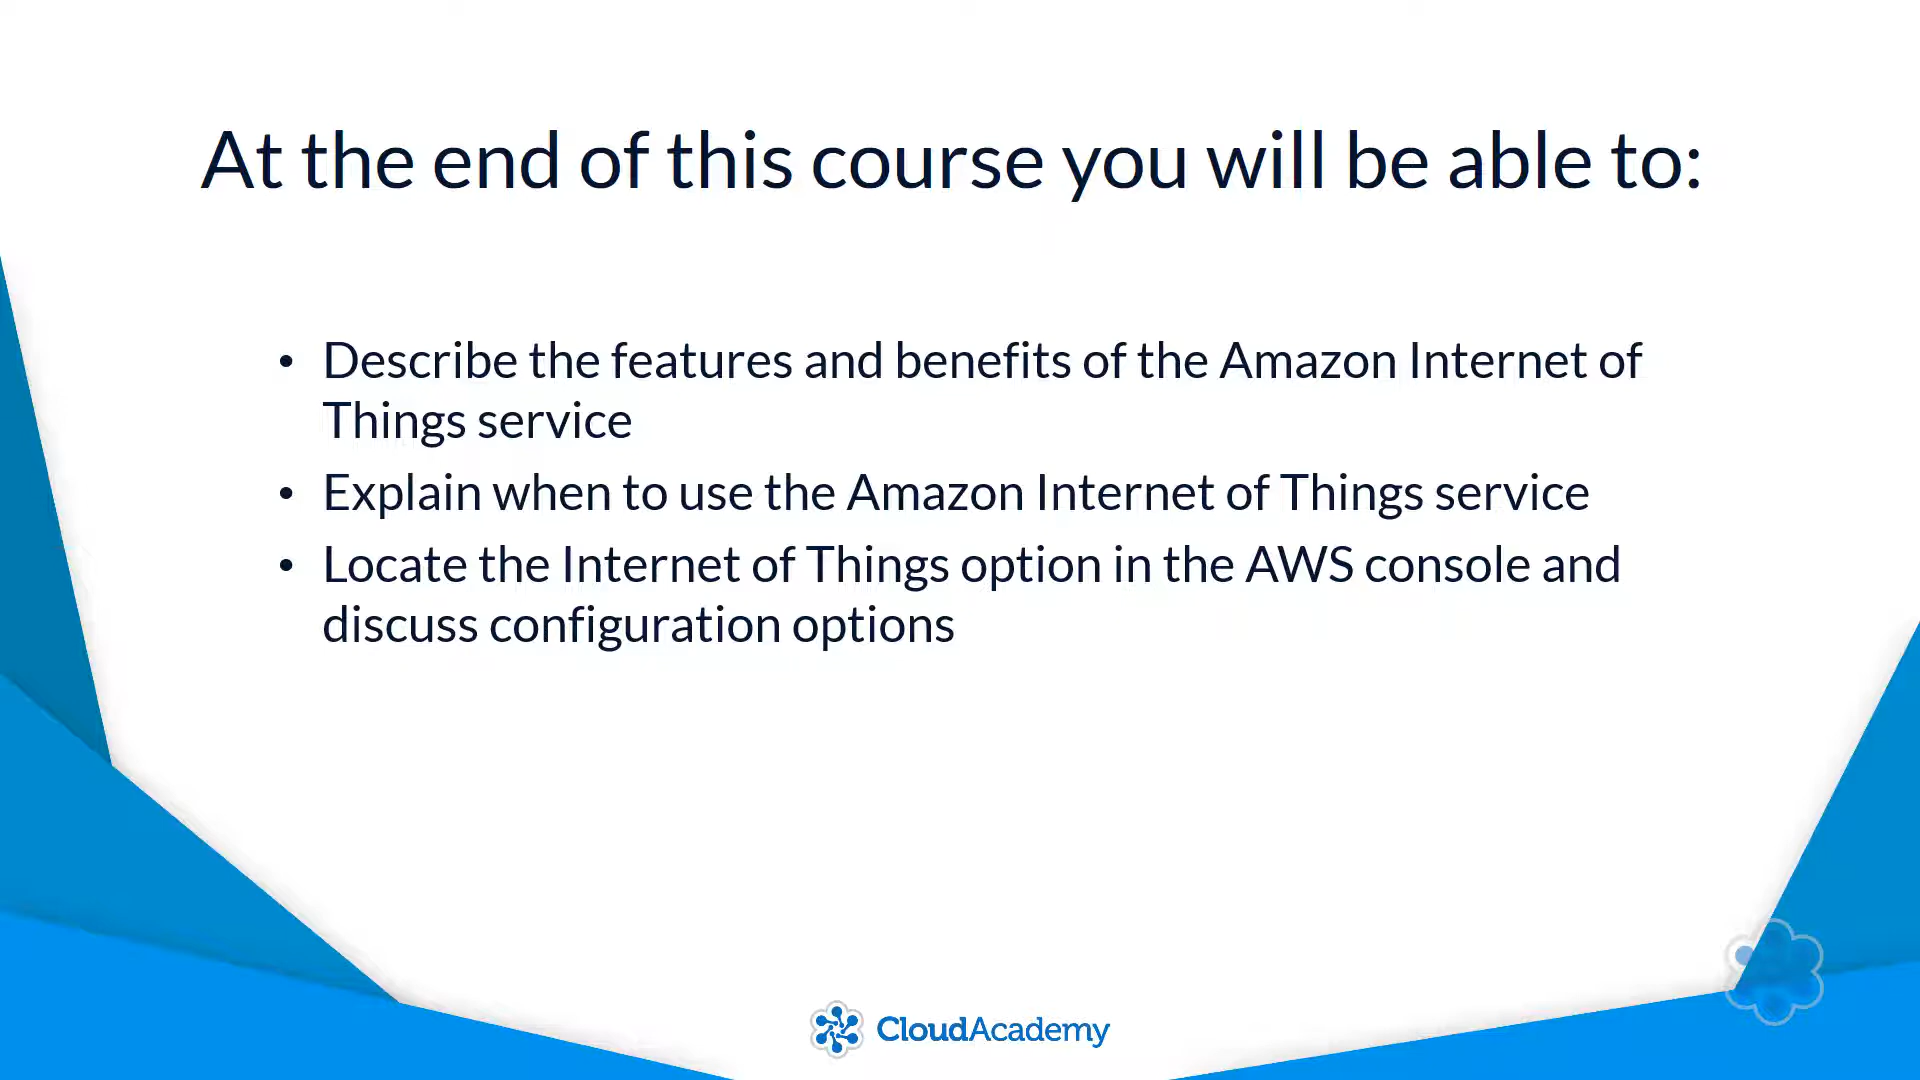 At the end of this course you will be able to:
• Describe the features and benefits of the Amazon Internet of
Things service
• Explain when to use the Amazon Internet of Things service
• Locate the Internet of Things option in the AWS console and
discuss configuration options
CloudAcademy